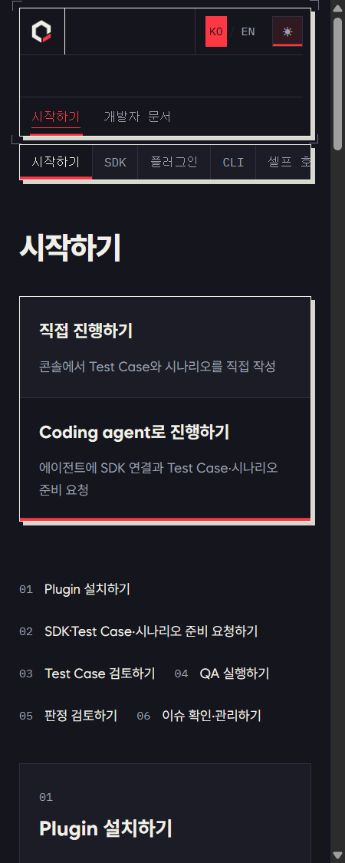 KO EN
시작하기 개발자 문서
시작하기 SDK 플러그인 CLI 셀프 호
시작하기
직접 진행하기
콘솔에서 Test Case와 시나리오를 직접 작성
Coding agent로 진행하기
에이전트에 SDK 연결과 Test Case·시나리오
준비 요청
01 Plugin 설치하기
02 SDK·Test Case·시나리오 준비 요청하기
03 Test Case 검토하기 04 QA 실행하기
05 판정 검토하기 06 이슈 확인·관리하기
01
Plugin 설치하기